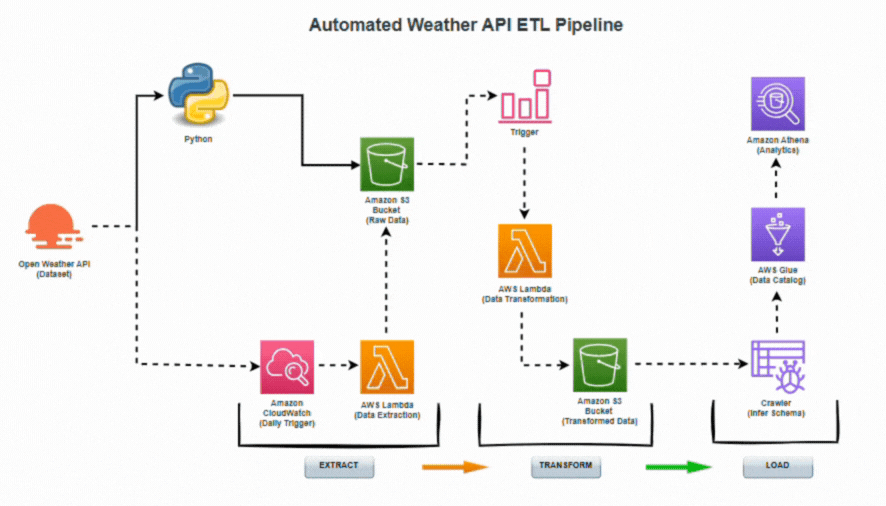 Automated Weather API ETL Pipeline
Python
Trigger
Amazon Athena
(Analytics)
Amazon S3
Bucket
(Raw Data)
Open Weather API
(Dataset)
AWS Lambda
(Data Transformation)
AWS Glue
(Data Catalog)
Amazon
CloudWatch
(Daily Trigger)
AWS Lambda
(Data Extraction)
Amazon S3
Bucket
(Transformed Data)
Crawler
(Infer Schema)
EXTRACT
TRANSFORM
LOAD